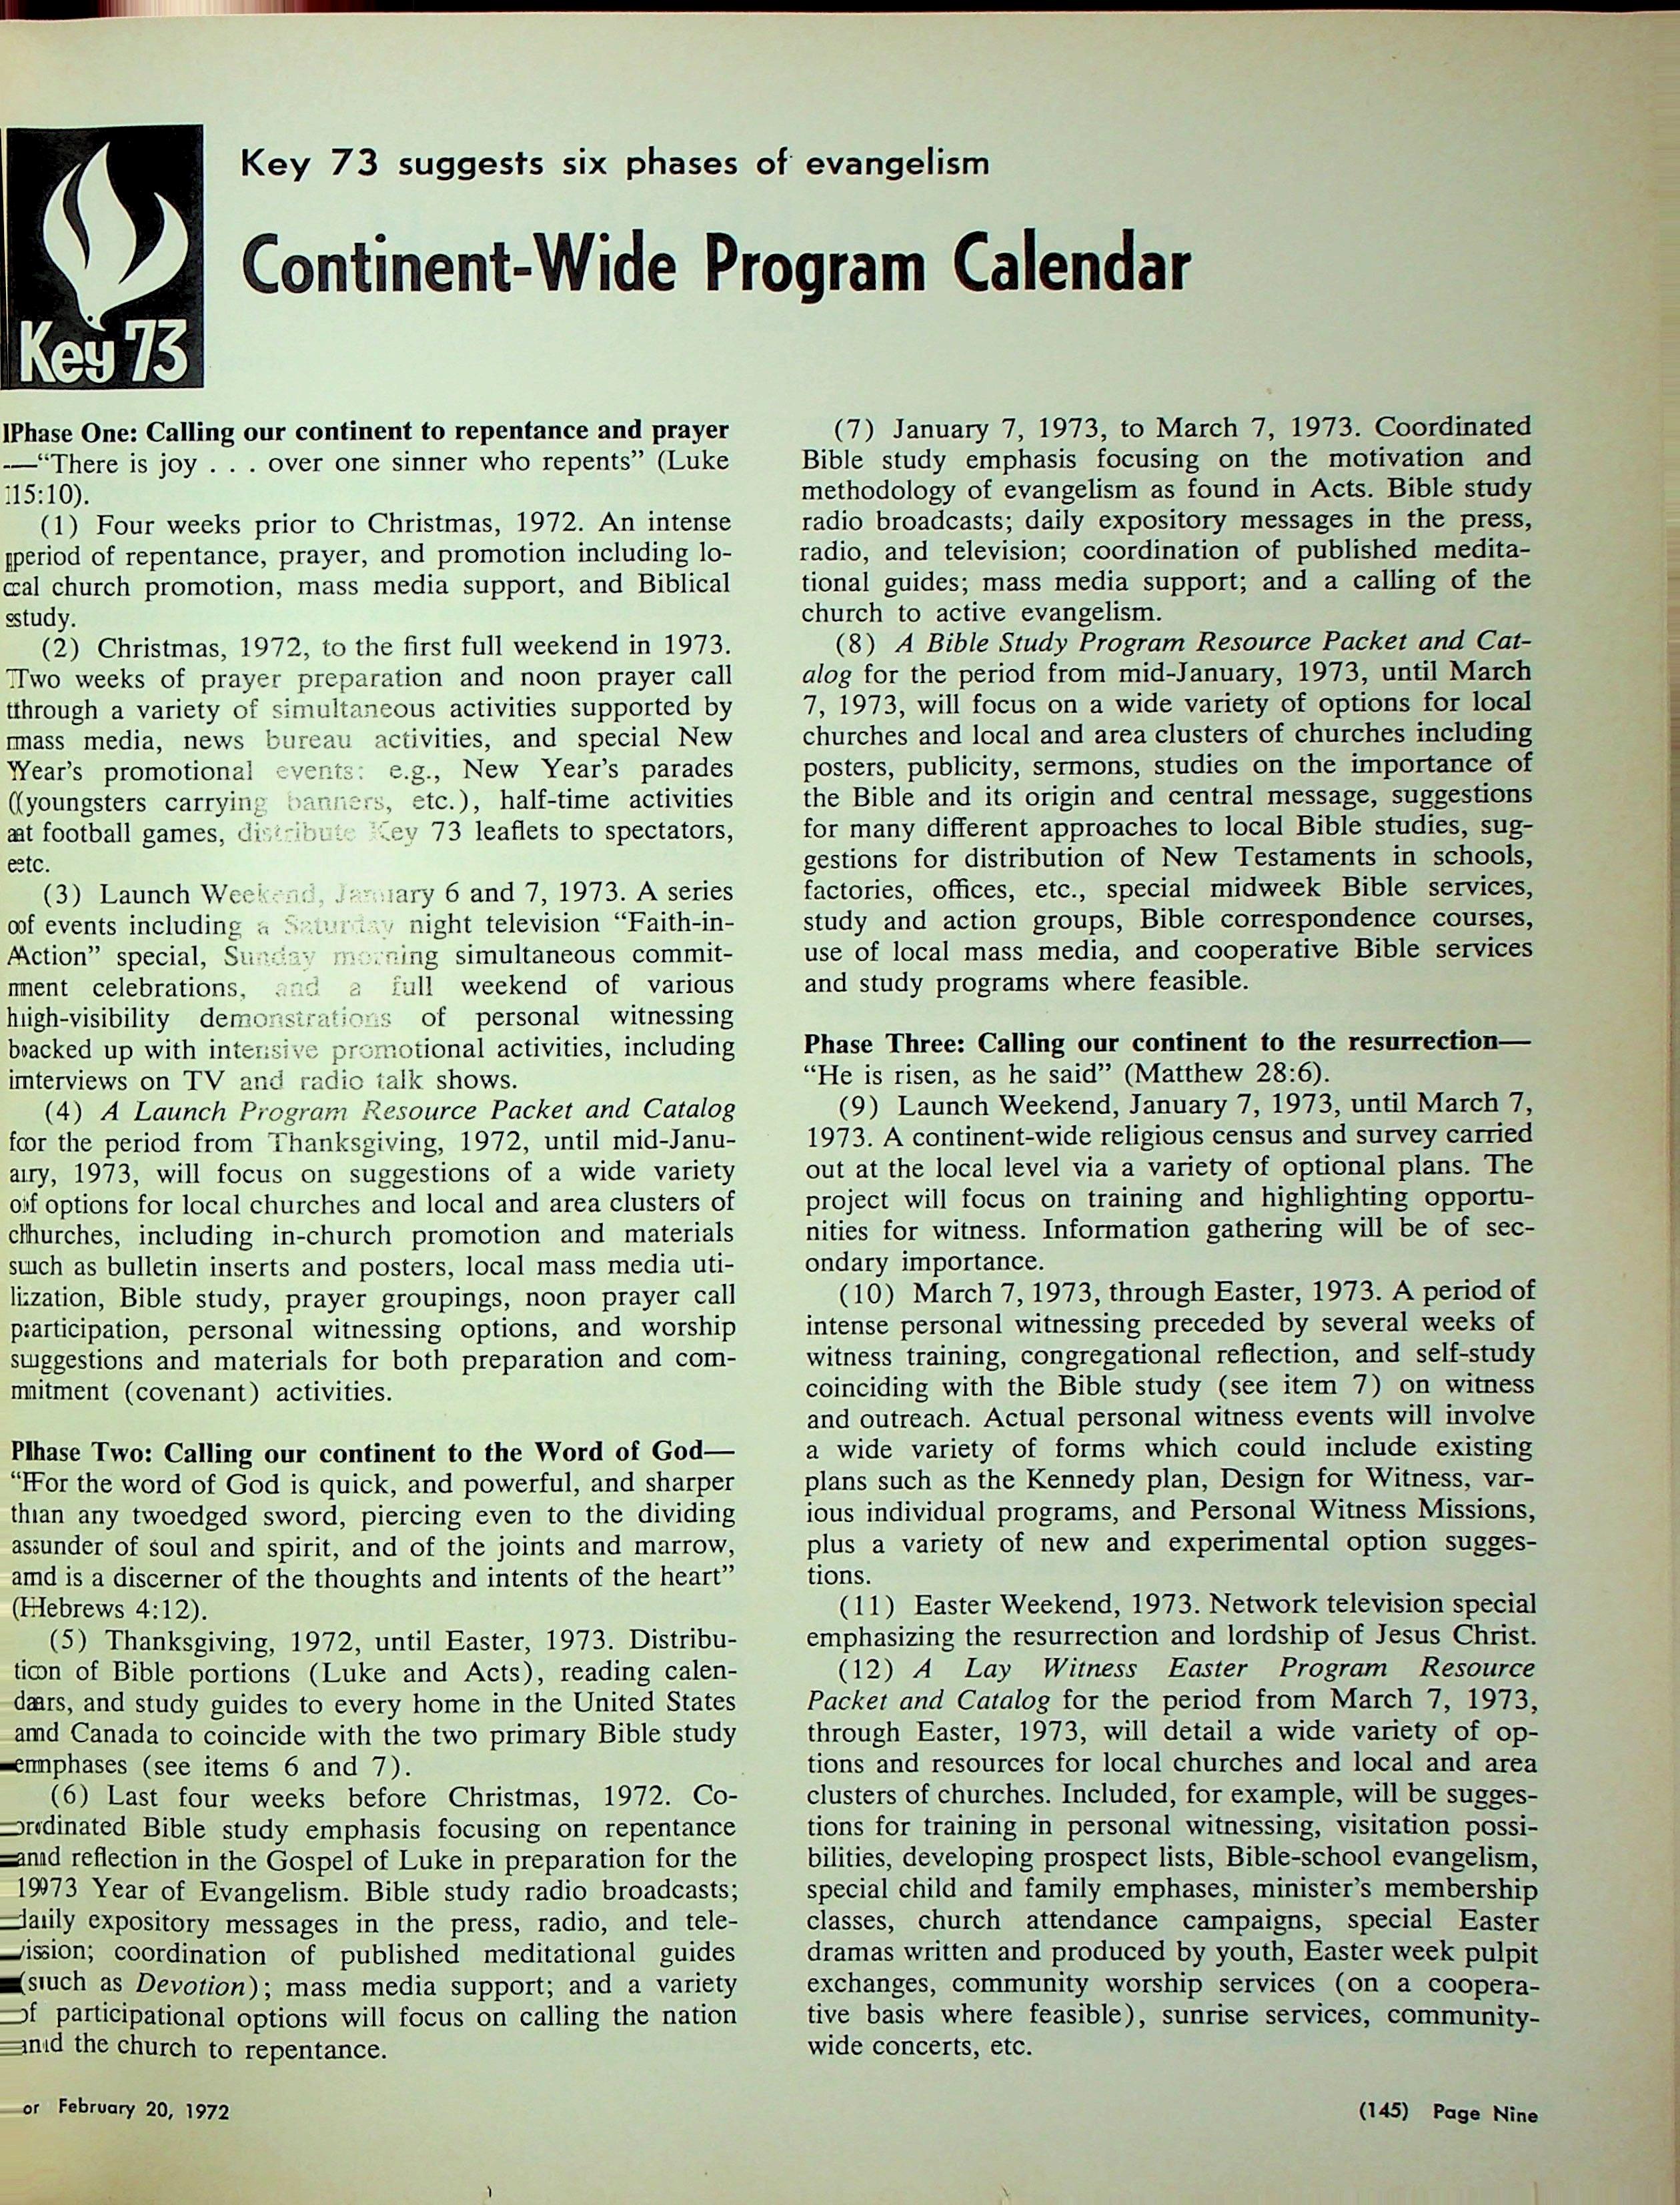 Key 73
Key 73 suggests six phases of evangelism
Continent-Wide Program Calendar
Phase One: Calling our continent to repentance and prayer
—“There is joy . . . over one sinner who repents” (Luke
15:10).
(1) Four weeks prior to Christmas, 1972. An intense
period of repentance, prayer, and promotion including lo-
cal church promotion, mass media support, and Biblical
study.
(2) Christmas, 1972, to the first full weekend in 1973.
Two weeks of prayer preparation and noon prayer call
through a variety of simultaneous activities supported by
mass media, news bureau activities, and special New
Year’s promotional events: e.g., New Year’s parades
(youngsters carrying banners, etc.), half-time activities
at football games, distribute Key 73 leaflets to spectators,
etc.
(3) Launch Weekend, January 6 and 7, 1973. A series
of events including a Saturday night television “Faith-in-
Action” special, Sunday morning simultaneous commit-
ment celebrations, and a full weekend of various
high-visibility demonstrations of personal witnessing
backed up with intensive promotional activities, including
interviews on TV and radio talk shows.
(4) A Launch Program Resource Packet and Catalog
for the period from Thanksgiving, 1972, until mid-Janu-
ary, 1973, will focus on suggestions of a wide variety
of options for local churches and local and area clusters of
churches, including in-church promotion and materials
such as bulletin inserts and posters, local mass media uti-
lization, Bible study, prayer groupings, noon prayer call
participation, personal witnessing options, and worship
suggestions and materials for both preparation and com-
mitment (covenant) activities.
Phase Two: Calling our continent to the Word of God—
“For the word of God is quick, and powerful, and sharper
than any twoedged sword, piercing even to the dividing
assunder of soul and spirit, and of the joints and marrow,
and is a discerner of the thoughts and intents of the heart”
(Hebrews 4:12).
(5) Thanksgiving, 1972, until Easter, 1973. Distribu-
tion of Bible portions (Luke and Acts), reading calen-
dars, and study guides to every home in the United States
and Canada to coincide with the two primary Bible study
emphases (see items 6 and 7).
(6) Last four weeks before Christmas, 1972. Co-
ordinated Bible study emphasis focusing on repentance
and reflection in the Gospel of Luke in preparation for the
1973 Year of Evangelism. Bible study radio broadcasts;
daily expository messages in the press, radio, and tele-
vision; coordination of published meditational guides
(such as Devotion); mass media support; and a variety
of participational options will focus on calling the nation
and the church to repentance.
(7) January 7, 1973, to March 7, 1973. Coordinated
Bible study emphasis focusing on the motivation and
methodology of evangelism as found in Acts. Bible study
radio broadcasts; daily expository messages in the press,
radio, and television; coordination of published medita-
tional guides; mass media support; and a calling of the
church to active evangelism.
(8) A Bible Study Program Resource Packet and Cat-
alog for the period from mid-January, 1973, until March
7, 1973, will focus on a wide variety of options for local
churches and local and area clusters of churches including
posters, publicity, sermons, studies on the importance of
the Bible and its origin and central message, suggestions
for many different approaches to local Bible studies, sug-
gestions for distribution of New Testaments in schools,
factories, offices, etc., special midweek Bible services,
study and action groups, Bible correspondence courses,
use of local mass media, and cooperative Bible services
and study programs where feasible.
Phase Three: Calling our continent to the resurrection—
“He is risen, as he said” (Matthew 28:6).
(9) Launch Weekend, January 7, 1973, until March 7,
1973. A continent-wide religious census and survey carried
out at the local level via a variety of optional plans. The
project will focus on training and highlighting opportu-
nities for witness. Information gathering will be of sec-
ondary importance.
(10) March 7, 1973, through Easter, 1973. A period of
intense personal witnessing preceded by several weeks of
witness training, congregational reflection, and self-study
coinciding with the Bible study (see item 7) on witness
and outreach. Actual personal witness events will involve
a wide variety of forms which could include existing
plans such as the Kennedy plan, Design for Witness, var-
ious individual programs, and Personal Witness Missions,
plus a variety of new and experimental option sugges-
tions.
(11) Easter Weekend, 1973. Network television special
emphasizing the resurrection and lordship of Jesus Christ.
(12) A Lay Witness Easter Program Resource
Packet and Catalog for the period from March 7, 1973,
through Easter, 1973, will detail a wide variety of op-
tions and resources for local churches and local and area
clusters of churches. Included, for example, will be sugges-
tions for training in personal witnessing, visitation possi-
bilities, developing prospect lists, Bible-school evangelism,
special child and family emphases, minister’s membership
classes, church attendance campaigns, special Easter
dramas written and produced by youth, Easter week pulpit
exchanges, community worship services (on a coopera-
tive basis where feasible), sunrise services, community-
wide concerts, etc.
or February 20, 1972
(145) Page Nine